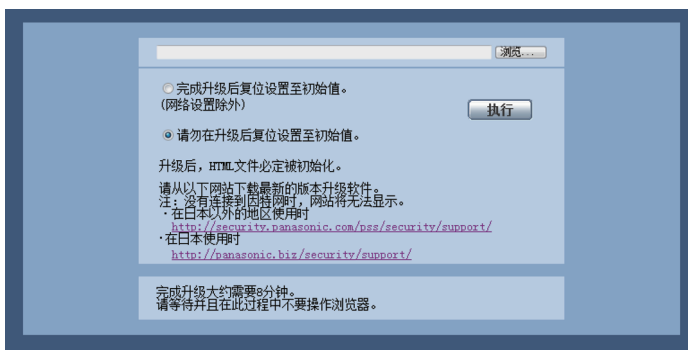 浏览...
完成升级后复位设置至初始值。
(网络设置除外)
执行
请勿在升级后复位设置至初始值。
升级后，HTML文件必定被初始化。
请从以下网站下载最新的版本升级软件。
注：没有连接到因特网时，网站将无法显示。
・在日本以外的地区使用时
http://security.panasonic.com/pss/security/support/
・在日本使用时
http://panasonic.biz/security/support/
完成升级大约需要8分钟。
请等待并且在此过程中不要操作浏览器。